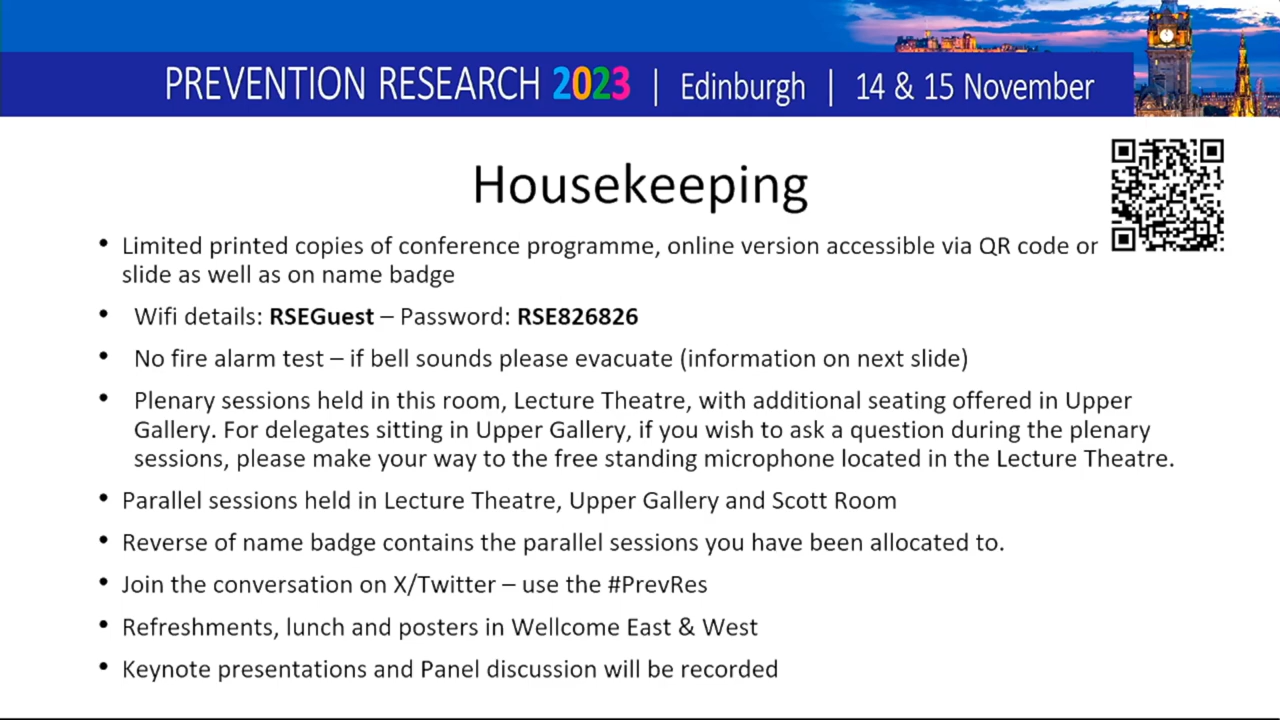 PREVENTION RESEARCH 2023 | Edinburgh | 14 & 15 November
Housekeeping
• Limited printed copies of conference programme, online version accessible via QR code or
slide as well as on name badge
• Wifi details: RSEGuest – Password: RSE826826
• No fire alarm test – if bell sounds please evacuate (information on next slide)
• Plenary sessions held in this room, Lecture Theatre, with additional seating offered in Upper
Gallery. For delegates sitting in Upper Gallery, if you wish to ask a question during the plenary
sessions, please make your way to the free standing microphone located in the Lecture Theatre.
• Parallel sessions held in Lecture Theatre, Upper Gallery and Scott Room
• Reverse of name badge contains the parallel sessions you have been allocated to.
• Join the conversation on X/Twitter – use the #PrevRes
• Refreshments, lunch and posters in Wellcome East & West
• Keynote presentations and Panel discussion will be recorded